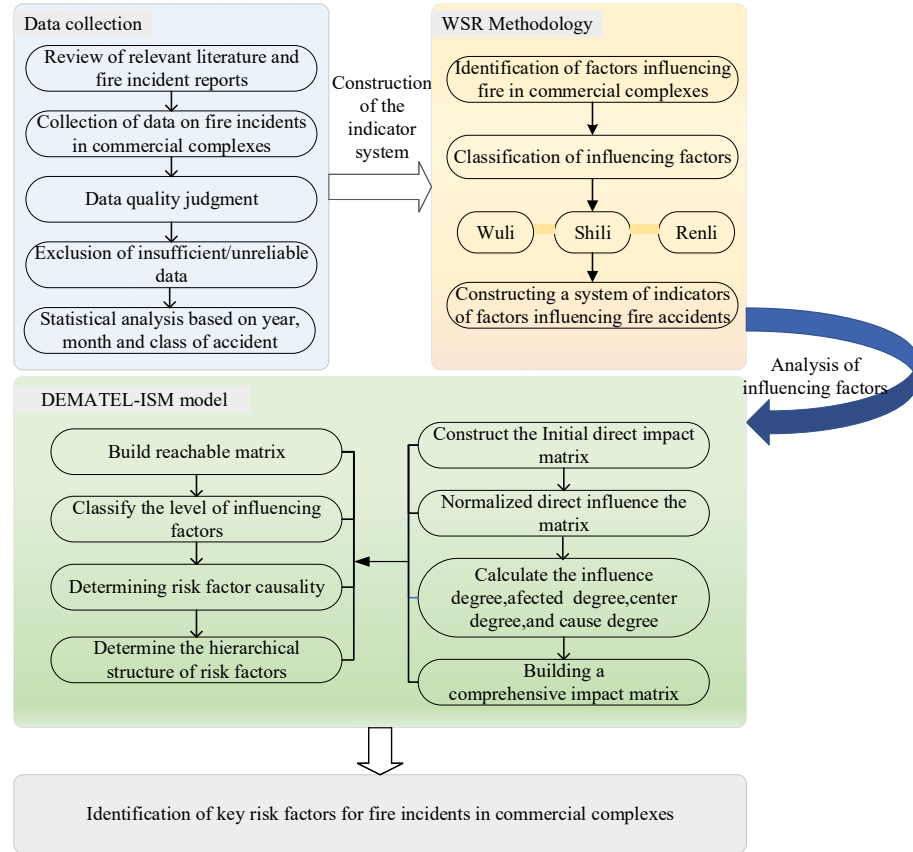 Data collection
Review of relevant literature and
fire incident reports
Collection of data on fire incidents
in commercial complexes
Data quality judgment
Exclusion of insufficient/unreliable
data
Statistical analysis based on year,
month and class of accident
Construction
of the
indicator
system
WSR Methodology
Identification of factors influencing
fire in commercial complexes
Classification of influencing factors
Wuli
Shili
Renli
Constructing a system of indicators
of factors influencing fire accidents
Analysis of
influencing factors
DEMATEL-ISM model
Build reachable matrix
Classify the level of influencing
factors
Determining risk factor causality
Determine the hierarchical
structure of risk factors
Construct the Initial direct impact
matrix
Normalized direct influence the
matrix
Calculate the influence
degree,afected degree,center
degree,and cause degree
Building a
comprehensive impact matrix
Identification of key risk factors for fire incidents in commercial complexes